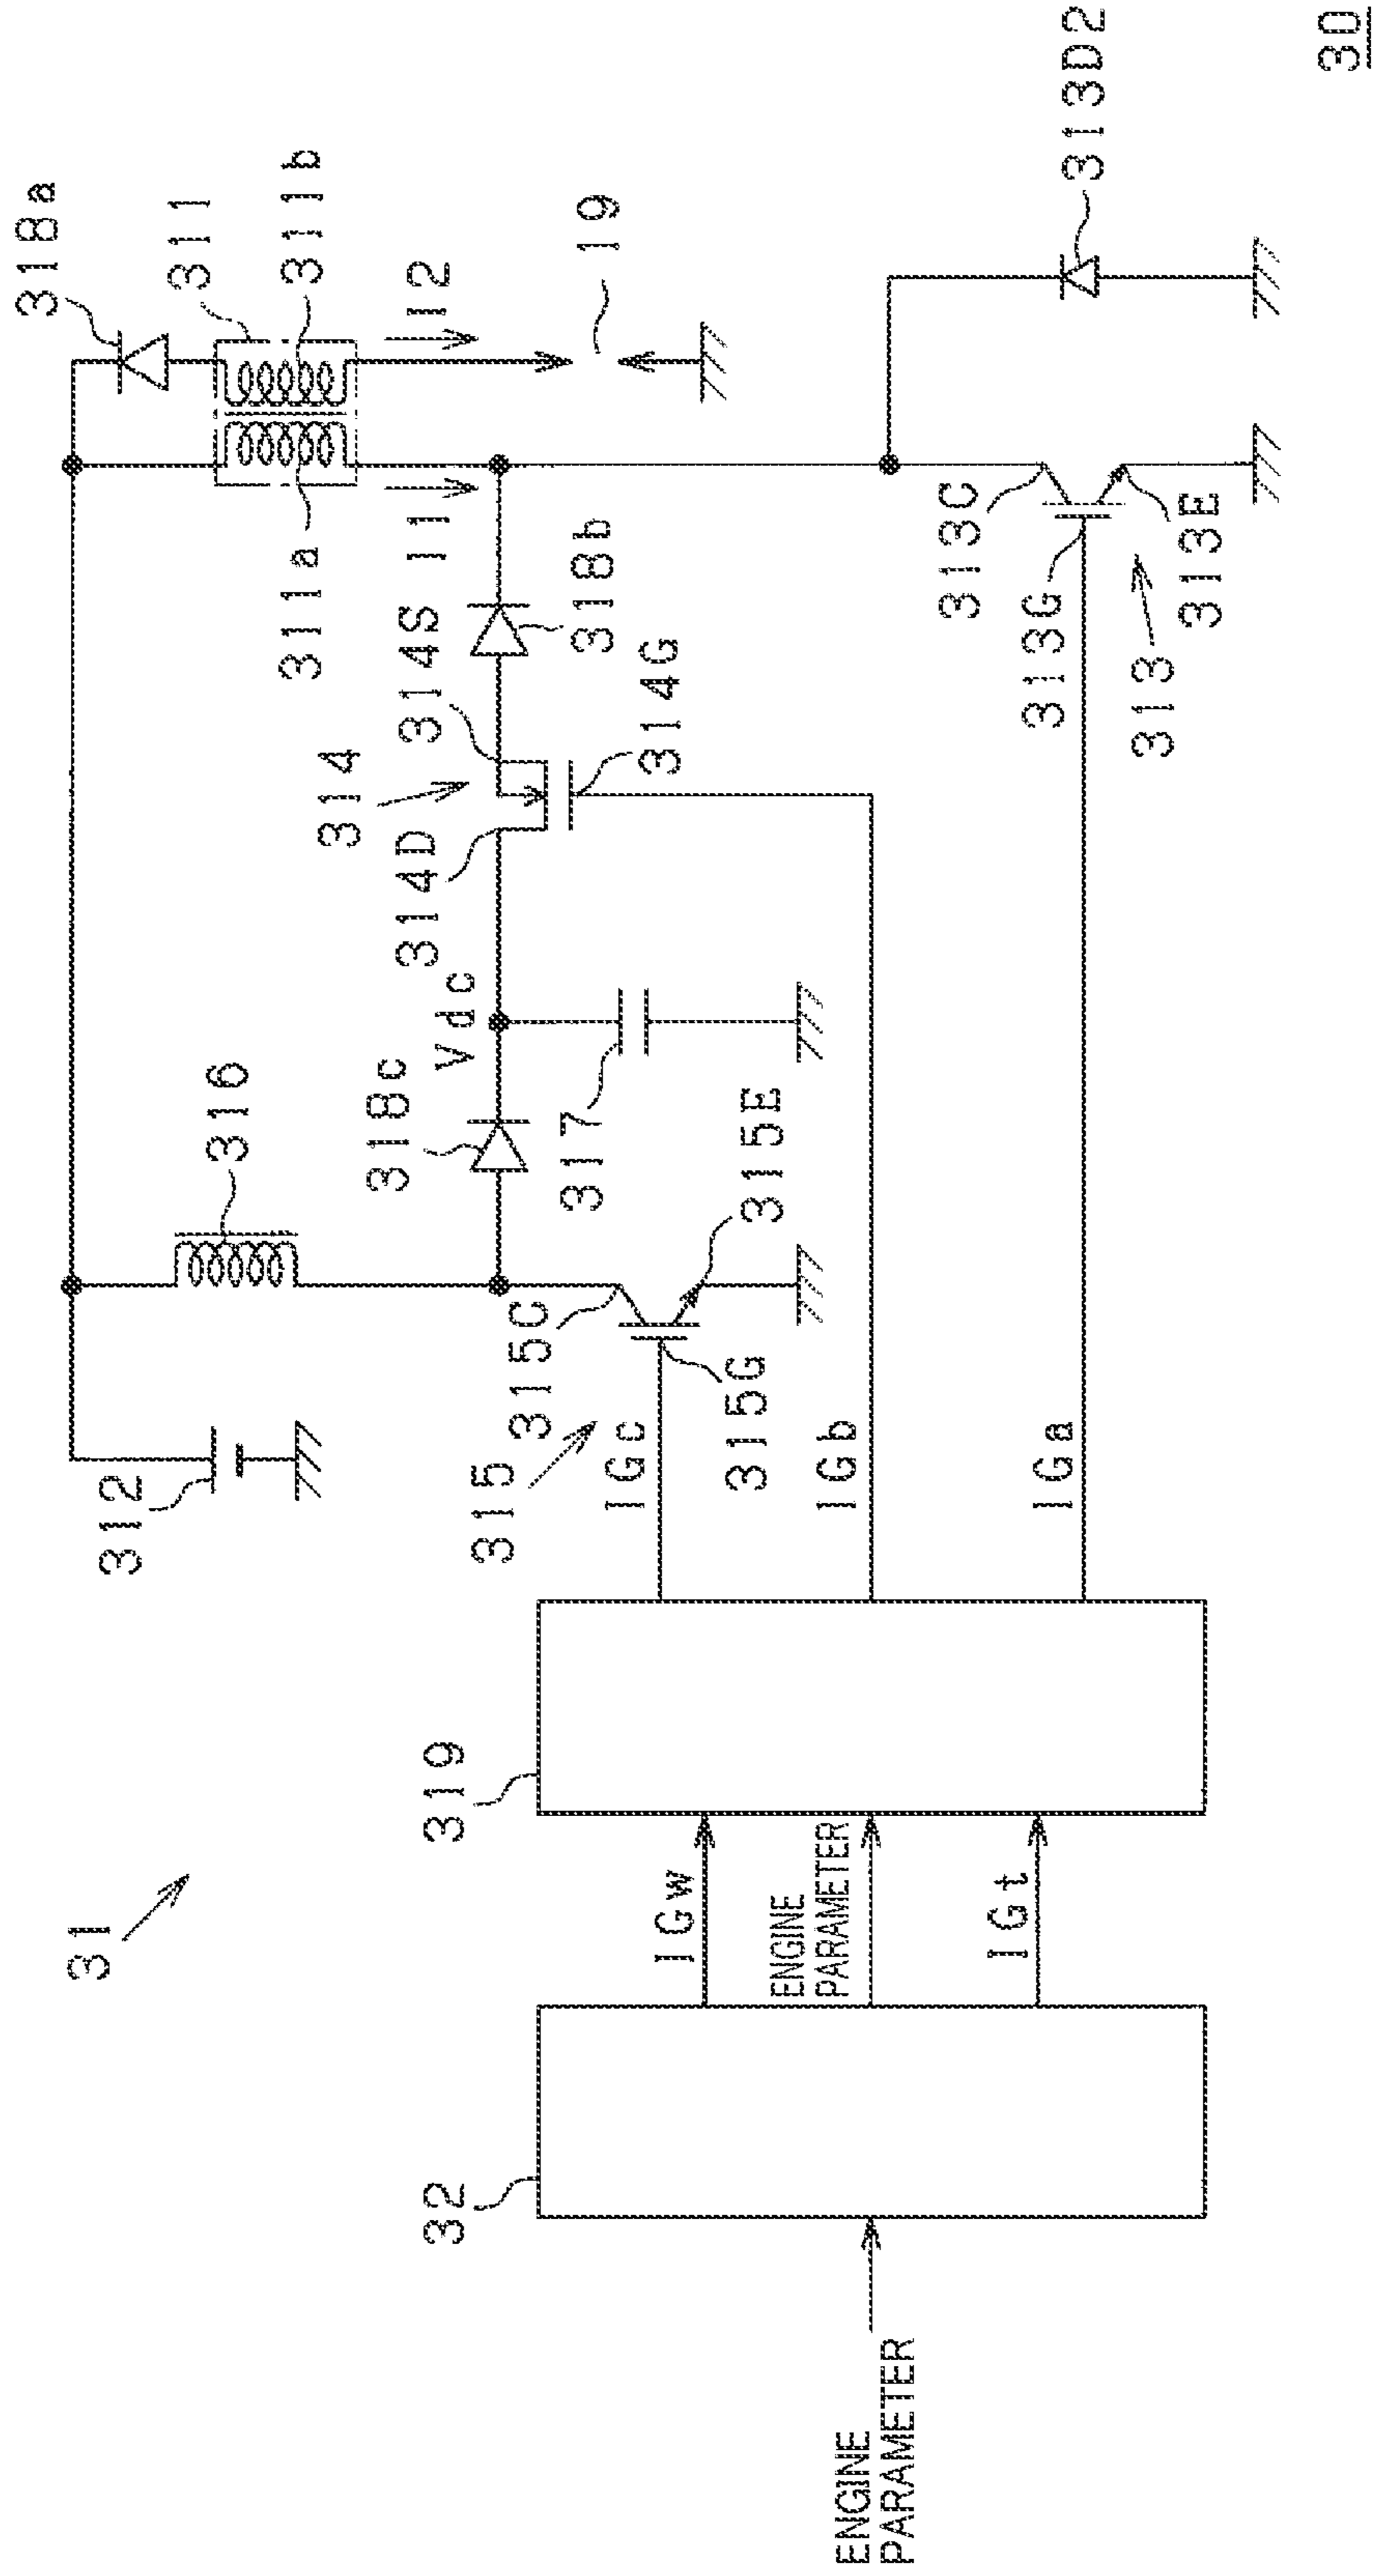 30
31
312
316
318a
311
311a
311b
I1
I2
19
318c
Vdc
317
314
314D
314S
314G
318b
315
315C
315G
315E
313C
313G
313E
313
313D2
IGc
IGb
IGa
319
IGw
ENGINE
PARAMETER
IGt
32
ENGINE
PARAMETER